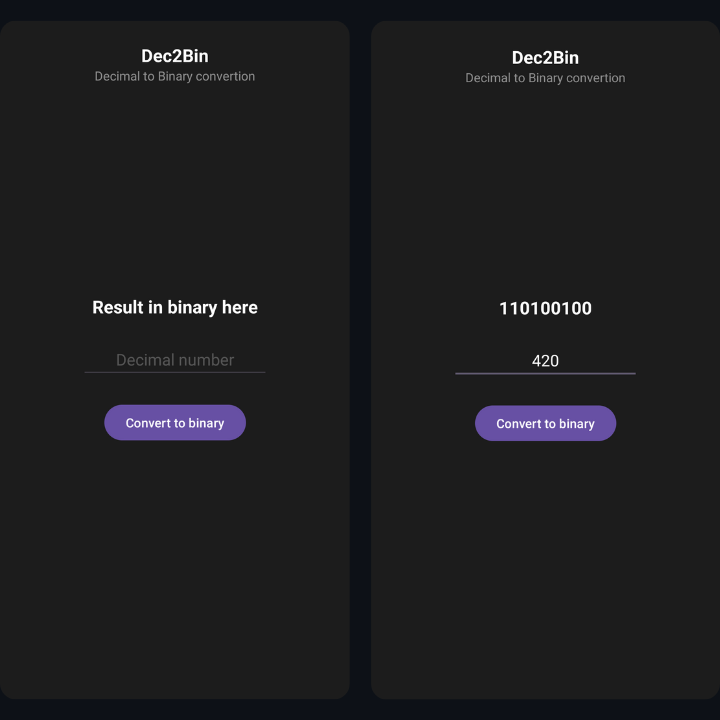 Dec2Bin
Decimal to Binary convertion
Result in binary here
Decimal number
Convert to binary
Dec2Bin
Decimal to Binary convertion
110100100
420
Convert to binary